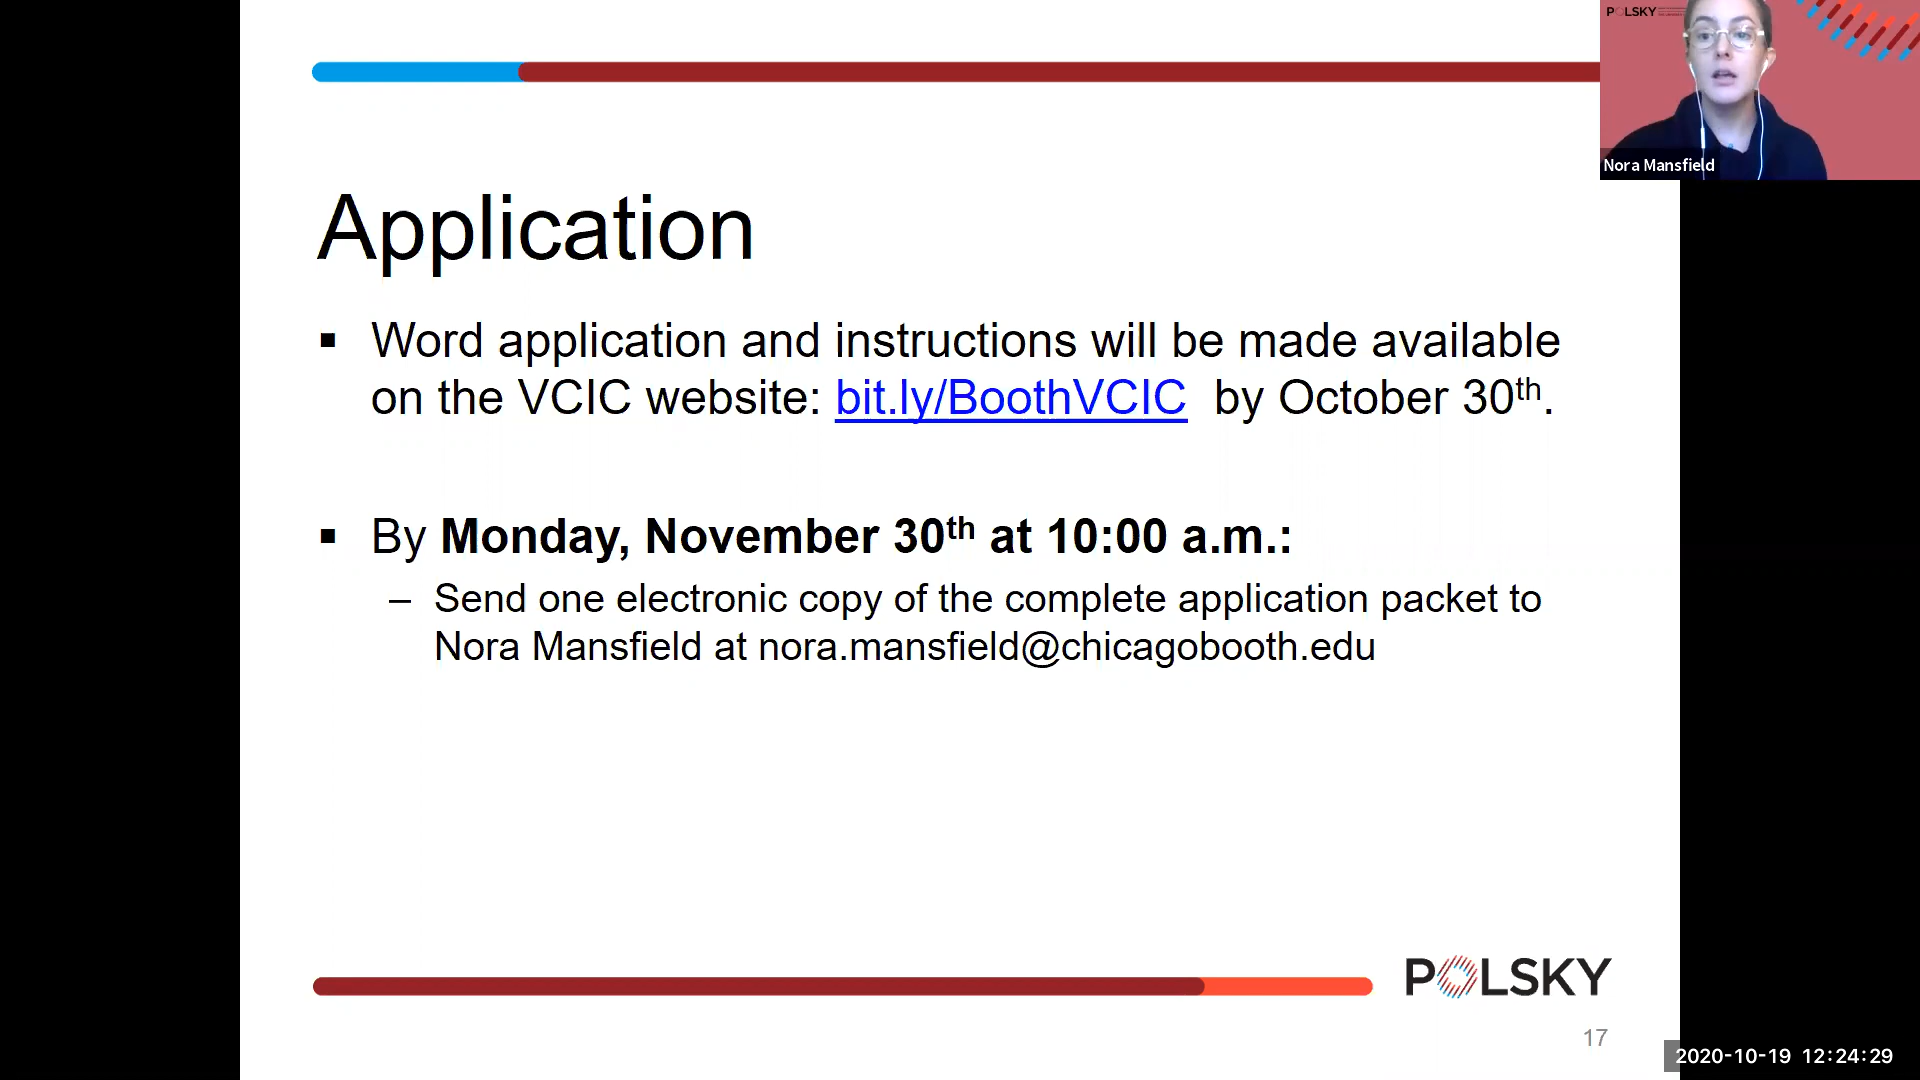 POLSKY
Nora Mansfield
Application
▪ Word application and instructions will be made available
on the VCIC website: bit.ly/BoothVCIC by October 30th.
▪ By Monday, November 30th at 10:00 a.m.:
– Send one electronic copy of the complete application packet to
Nora Mansfield at nora.mansfield@chicagobooth.edu
POLSKY
17
2020-10-19 12:24:29